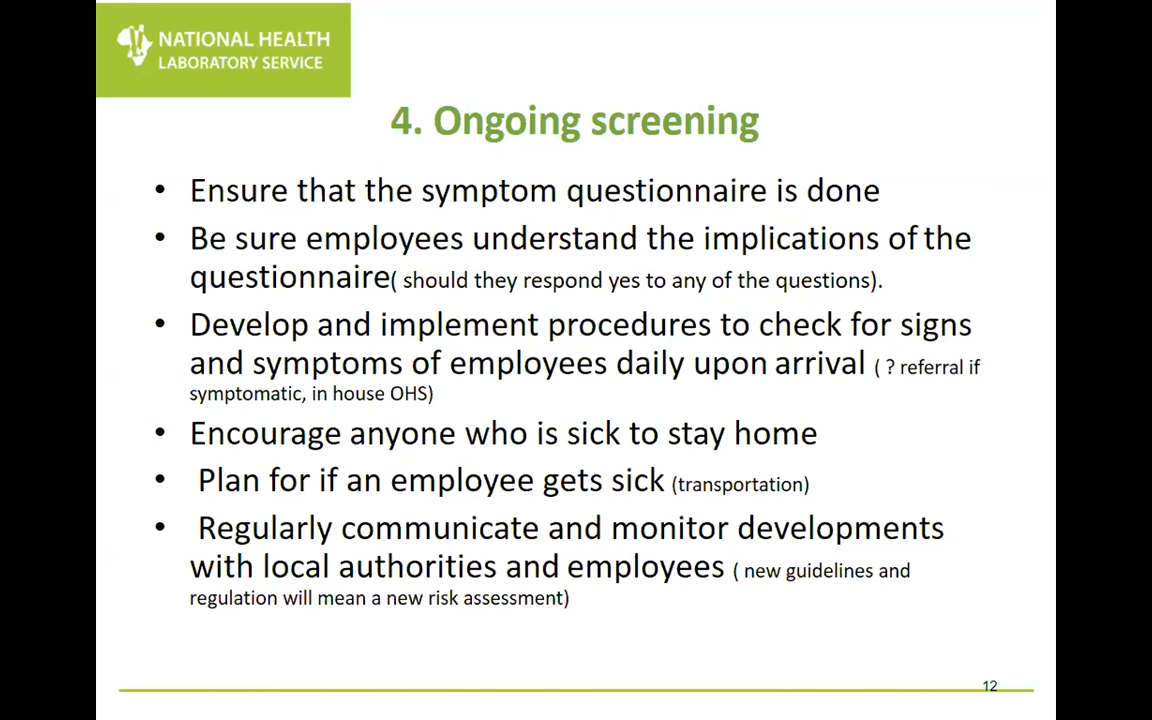 NATIONAL HEALTH
LABORATORY SERVICE
4. Ongoing screening
• Ensure that the symptom questionnaire is done
• Be sure employees understand the implications of the
questionnaire( should they respond yes to any of the questions).
• Develop and implement procedures to check for signs
and symptoms of employees daily upon arrival ( ? referral if
symptomatic, in house OHS)
• Encourage anyone who is sick to stay home
• Plan for if an employee gets sick (transportation)
• Regularly communicate and monitor developments
with local authorities and employees ( new guidelines and
regulation will mean a new risk assessment)
12